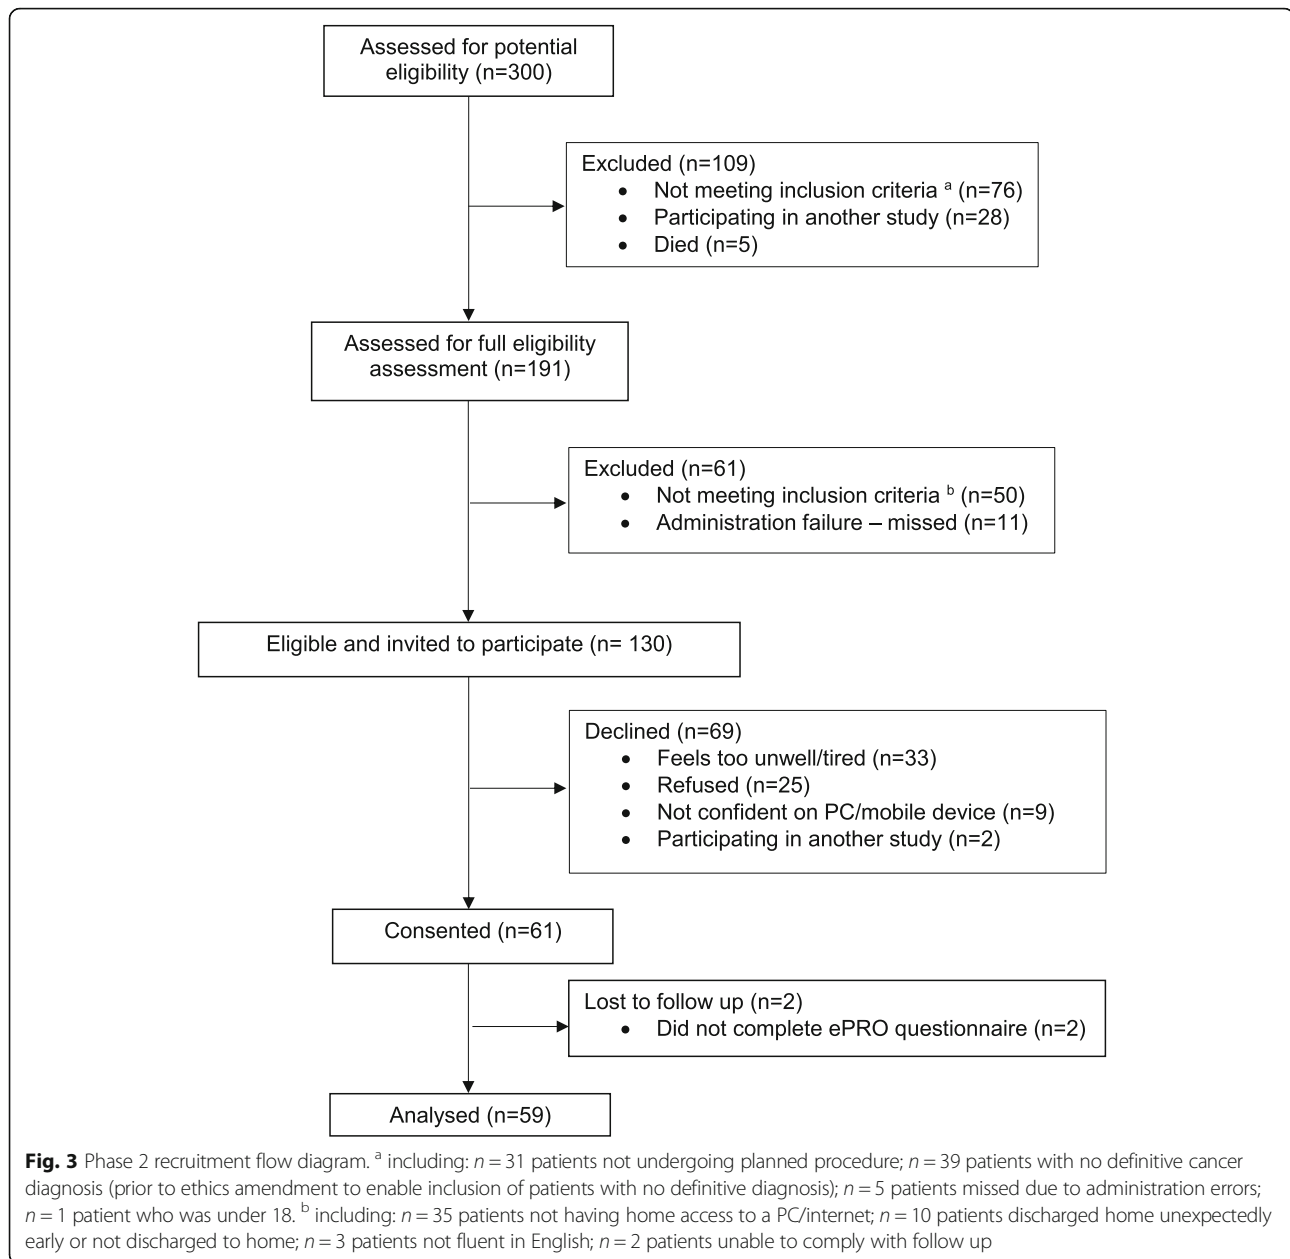 Assessed for potential
eligibility (n=300)
Excluded (n=109)
• Not meeting inclusion criteria a (n=76)
• Participating in another study (n=28)
• Died (n=5)
Assessed for full eligibility
assessment (n=191)
Excluded (n=61)
• Not meeting inclusion criteria b (n=50)
• Administration failure – missed (n=11)
Eligible and invited to participate (n= 130)
Declined (n=69)
• Feels too unwell/tired (n=33)
• Refused (n=25)
• Not confident on PC/mobile device (n=9)
• Participating in another study (n=2)
Consented (n=61)
Lost to follow up (n=2)
• Did not complete ePRO questionnaire (n=2)
Analysed (n=59)
Fig. 3 Phase 2 recruitment flow diagram. a including: n = 31 patients not undergoing planned procedure; n = 39 patients with no definitive cancer
diagnosis (prior to ethics amendment to enable inclusion of patients with no definitive diagnosis); n = 5 patients missed due to administration errors;
n = 1 patient who was under 18. b including: n = 35 patients not having home access to a PC/internet; n = 10 patients discharged home unexpectedly
early or not discharged to home; n = 3 patients not fluent in English; n = 2 patients unable to comply with follow up